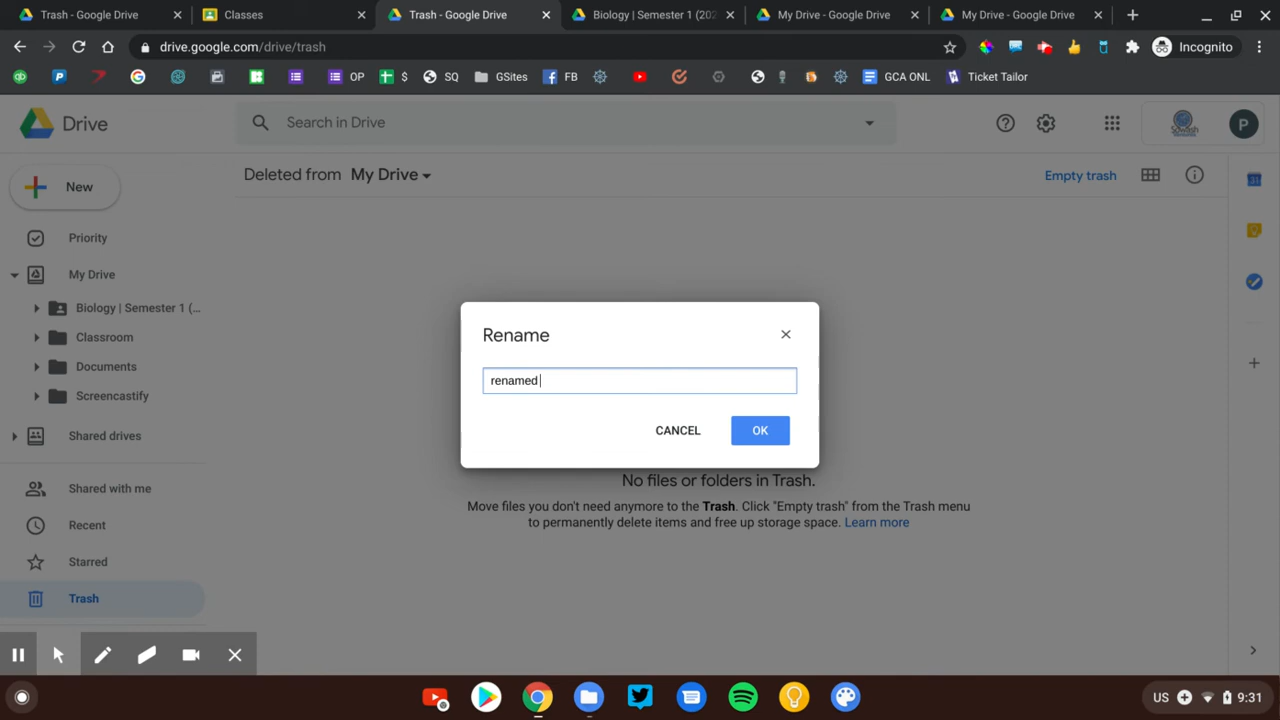 Trash - Google Drive
Classes
Trash - Google Drive
Biology | Semester 1 (202
My Drive - Google Drive
My Drive - Google Drive
drive.google.com/drive/trash
Incognito
OP
$
SQ
GSites
FB
GCA ONL
Ticket Tailor
Drive
Search in Drive
P
New
Deleted from My Drive
Empty trash
Priority
My Drive
Biology | Semester 1 (...
Classroom
Documents
Screencastify
Shared drives
Shared with me
Recent
Starred
Trash
Rename
renamed
CANCEL
OK
No files or folders in Trash.
Move files you don't need anymore to the Trash. Click "Empty trash" from the Trash menu
to permanently delete items and free up storage space. Learn more
31
US
9:31